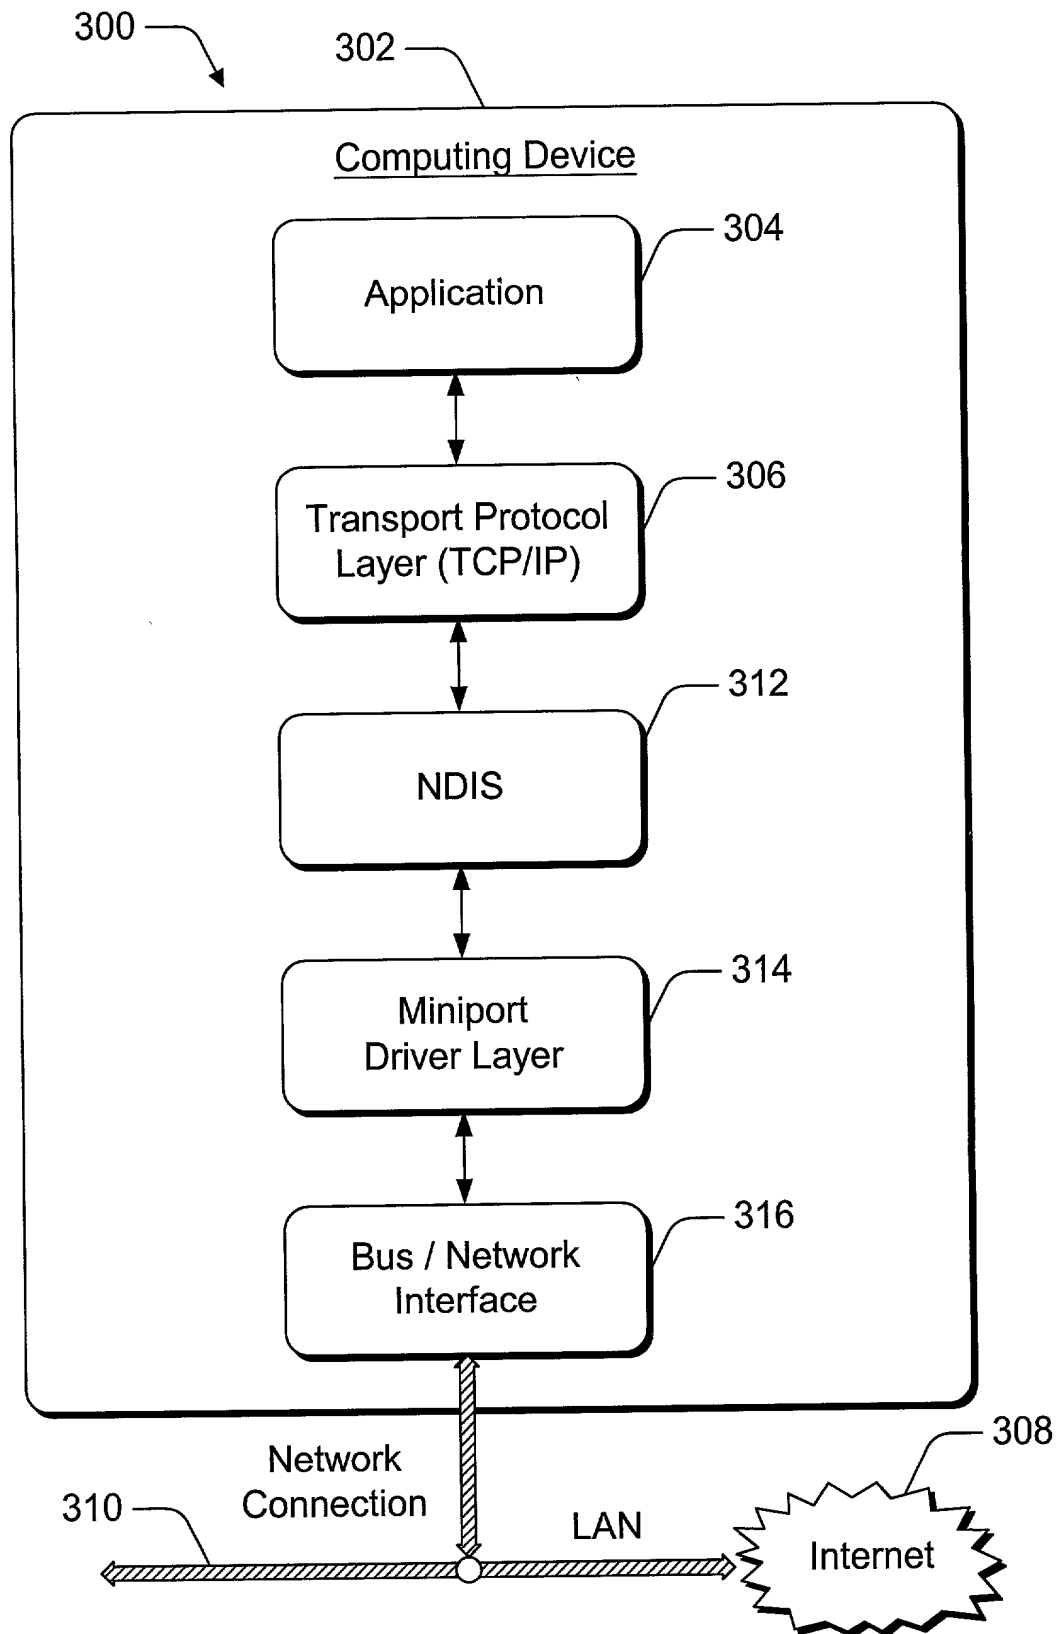 300
302
Computing Device
304
Application
306
Transport Protocol
Layer (TCP/IP)
312
NDIS
314
Miniport
Driver Layer
316
Bus / Network
Interface
308
Network
Connection
310
LAN
Internet